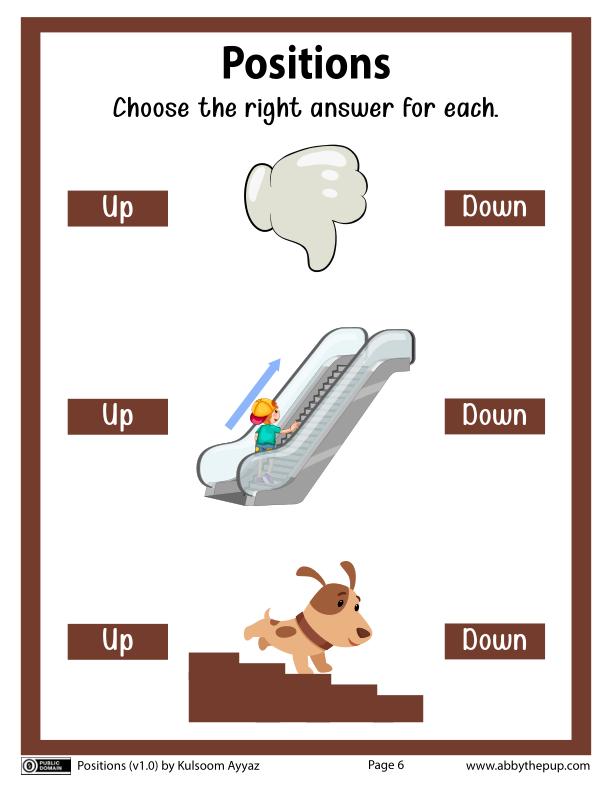 Positions
Choose the right answer for each.
Up
Down
Up
Down
Up
Down
0 PUBLIC DOMAIN
Positions (v1.0) by Kulsoom Ayyaz
Page 6
www.abbythepup.com